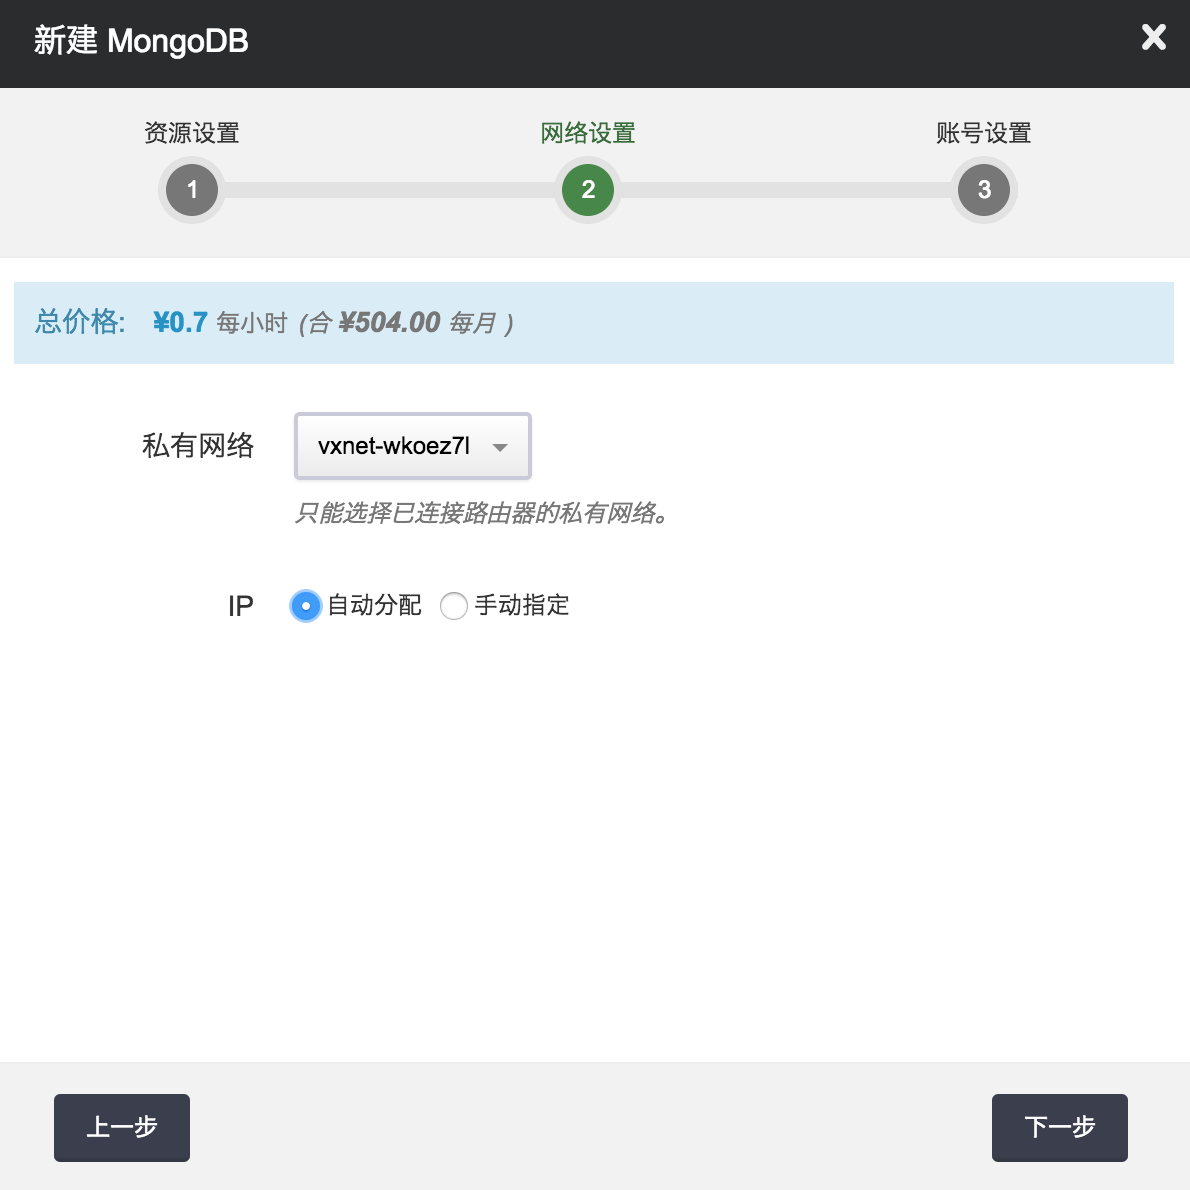 新建 MongoDB
资源设置 网络设置 账号设置
1 2 3
总价格: ¥0.7 每小时 (合 ¥504.00 每月 )
私有网络 vxnet-wkoez7l
只能选择已连接路由器的私有网络。
IP 自动分配 手动指定
上一步 下一步